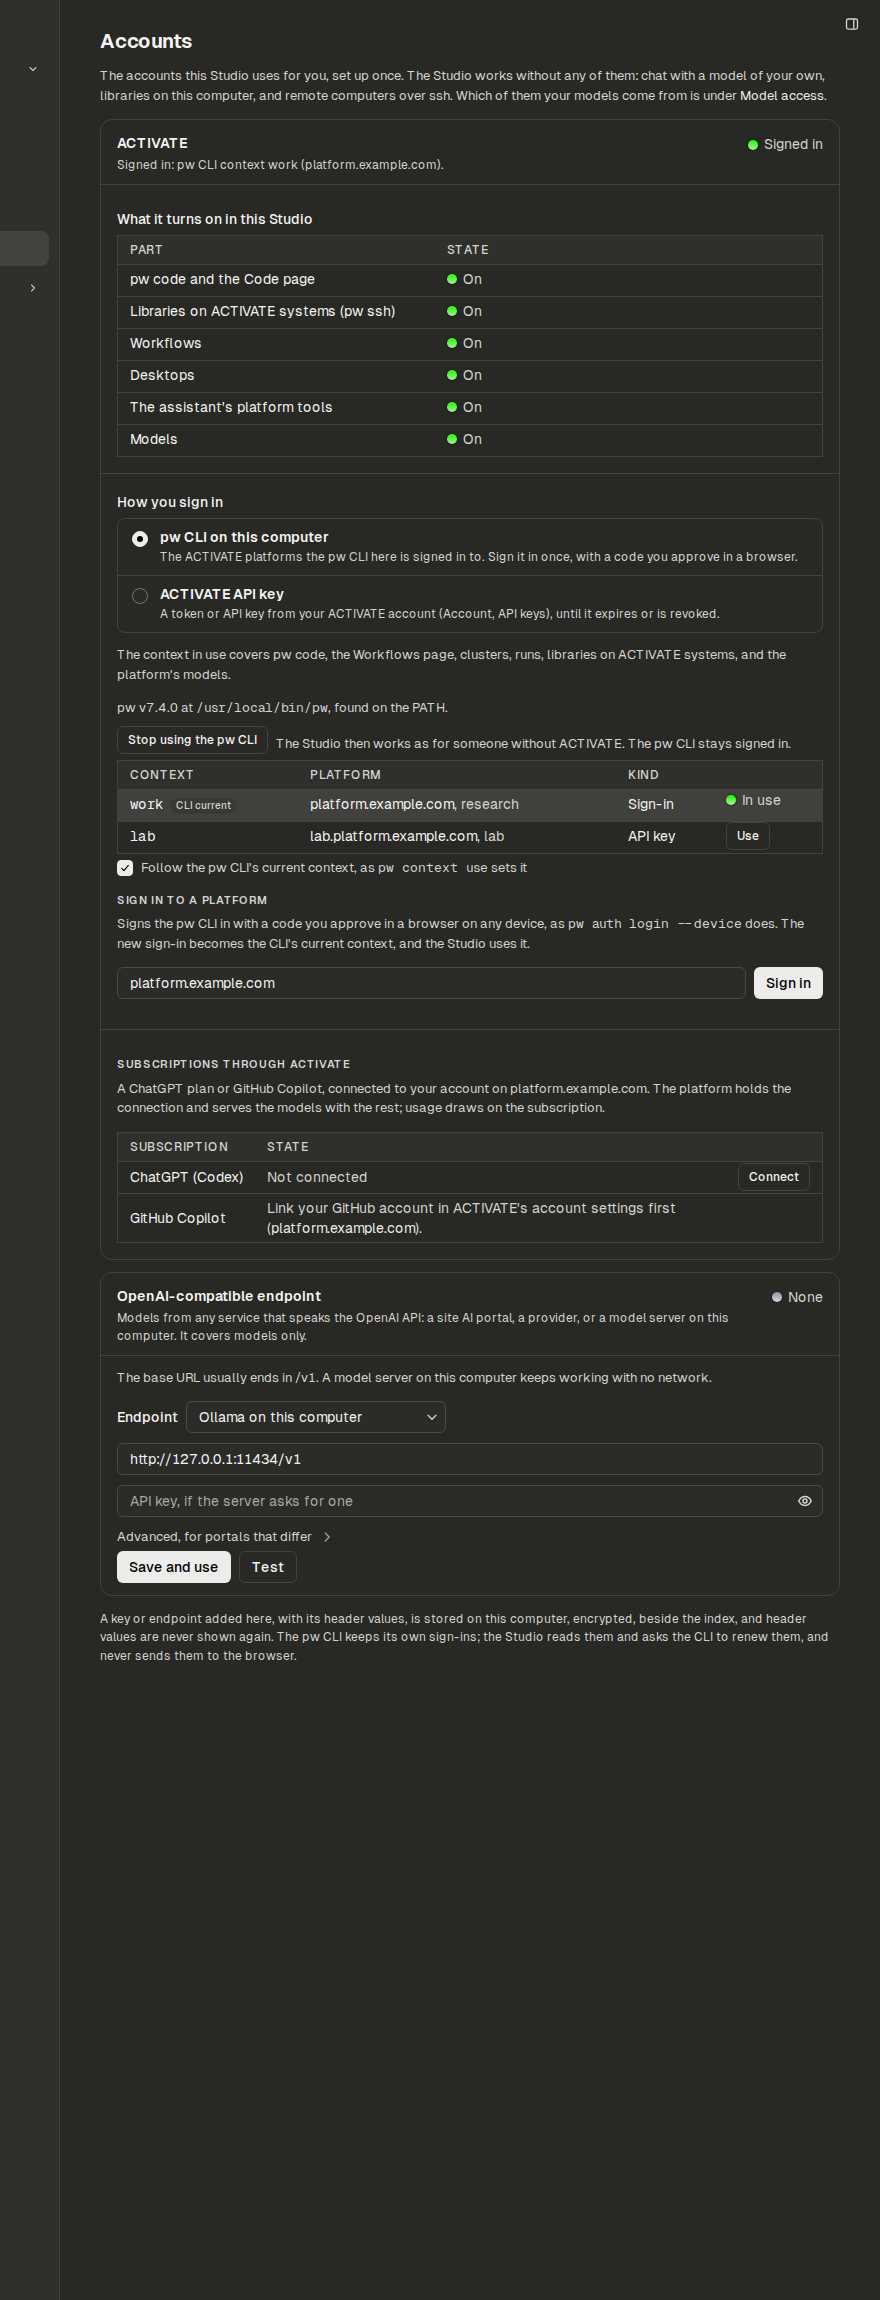 Accounts
The accounts this Studio uses for you, set up once. The Studio works without any of them: chat with a model of your own,
libraries on this computer, and remote computers over ssh. Which of them your models come from is under Model access.
ACTIVATE
Signed in
Signed in: pw CLI context work (platform.example.com).
What it turns on in this Studio
PART STATE
pw code and the Code page On
Libraries on ACTIVATE systems (pw ssh) On
Workflows On
Desktops On
The assistant's platform tools On
Models On
How you sign in
pw CLI on this computer
The ACTIVATE platforms the pw CLI here is signed in to. Sign it in once, with a code you approve in a browser.
ACTIVATE API key
A token or API key from your ACTIVATE account (Account, API keys), until it expires or is revoked.
The context in use covers pw code, the Workflows page, clusters, runs, libraries on ACTIVATE systems, and the
platform's models.
pw v7.4.0 at /usr/local/bin/pw, found on the PATH.
Stop using the pw CLI The Studio then works as for someone without ACTIVATE. The pw CLI stays signed in.
CONTEXT PLATFORM KIND
work CLI current platform.example.com, research Sign-in In use
lab lab.platform.example.com, lab API key Use
Follow the pw CLI's current context, as pw context use sets it
SIGN IN TO A PLATFORM
Signs the pw CLI in with a code you approve in a browser on any device, as pw auth login --device does. The
new sign-in becomes the CLI's current context, and the Studio uses it.
platform.example.com Sign in
SUBSCRIPTIONS THROUGH ACTIVATE
A ChatGPT plan or GitHub Copilot, connected to your account on platform.example.com. The platform holds the
connection and serves the models with the rest; usage draws on the subscription.
SUBSCRIPTION STATE
ChatGPT (Codex) Not connected Connect
GitHub Copilot Link your GitHub account in ACTIVATE's account settings first
(platform.example.com).
OpenAI-compatible endpoint
None
Models from any service that speaks the OpenAI API: a site AI portal, a provider, or a model server on this
computer. It covers models only.
The base URL usually ends in /v1. A model server on this computer keeps working with no network.
Endpoint Ollama on this computer
http://127.0.0.1:11434/v1
API key, if the server asks for one
Advanced, for portals that differ
Save and use Test
A key or endpoint added here, with its header values, is stored on this computer, encrypted, beside the index, and header
values are never shown again. The pw CLI keeps its own sign-ins; the Studio reads them and asks the CLI to renew them, and
never sends them to the browser.